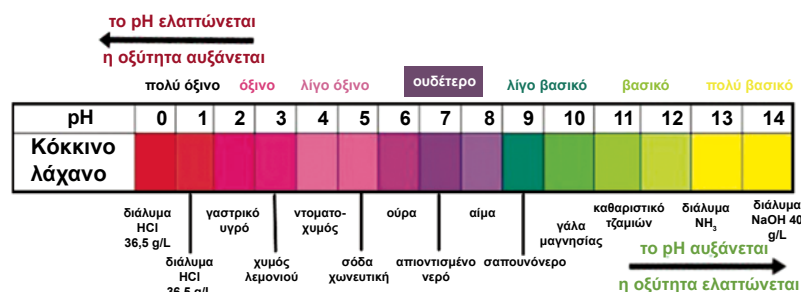 το pH ελαττώνεται
η οξύτητα αυξάνεται
πολύ όξινο όξινο λίγο όξινο ουδέτερο λίγο βασικό βασικό πολύ βασικό
pH 0 1 2 3 4 5 6 7 8 9 10 11 12 13 14
Κόκκινο
λάχανο
διάλυμα
HCl
36,5 g/L
διάλυμα
HCl
36,5 g/L
γαστρικό
υγρό
χυμός
λεμονιού
ντοματο-
χυμός
σόδα
χωνευτική
ούρα
απιοντισμένο
νερό
αίμα
σαπουνόνερο
γάλα
μαγνησίας
καθαριστικό
τζαμιών
διάλυμα
NH₃
διάλυμα
NaOH 40
g/L
το pH αυξάνεται
η οξύτητα ελαττώνεται